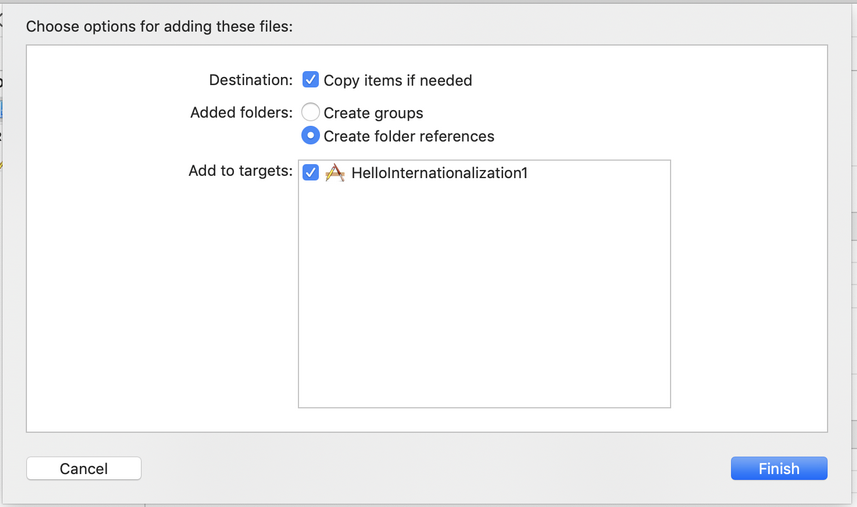 Choose options for adding these files:
Destination: Copy items if needed
Added folders: Create groups
Create folder references
Add to targets: HelloInternationalization1
Cancel Finish